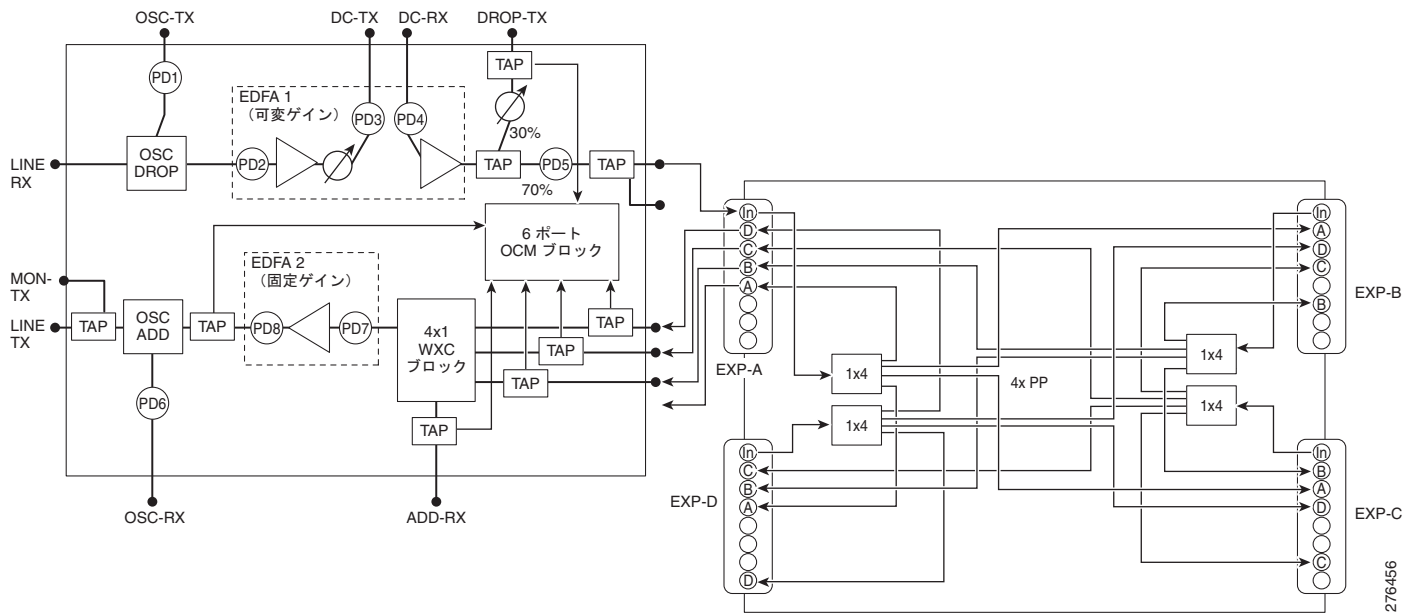 OSC-TX
DC-TX
DC-RX
DROP-TX
PD1
TAP
EDFA 1
（可変ゲイン）
PD3
PD4
30%
LINE
RX
OSC
DROP
PD2
TAP
PD5
TAP
70%
6 ポート
OCM ブロック
MON-
TX
EDFA 2
（固定ゲイン）
LINE
TX
TAP
OSC
ADD
TAP
PD8
PD7
4x1
WXC
ブロック
TAP
TAP
TAP
PD6
TAP
OSC-RX
ADD-RX
In
D
C
B
A
EXP-A
1x4
1x4
4x PP
1x4
1x4
In
A
D
C
B
EXP-B
In
C
B
A
D
EXP-D
In
B
A
D
C
EXP-C
276456